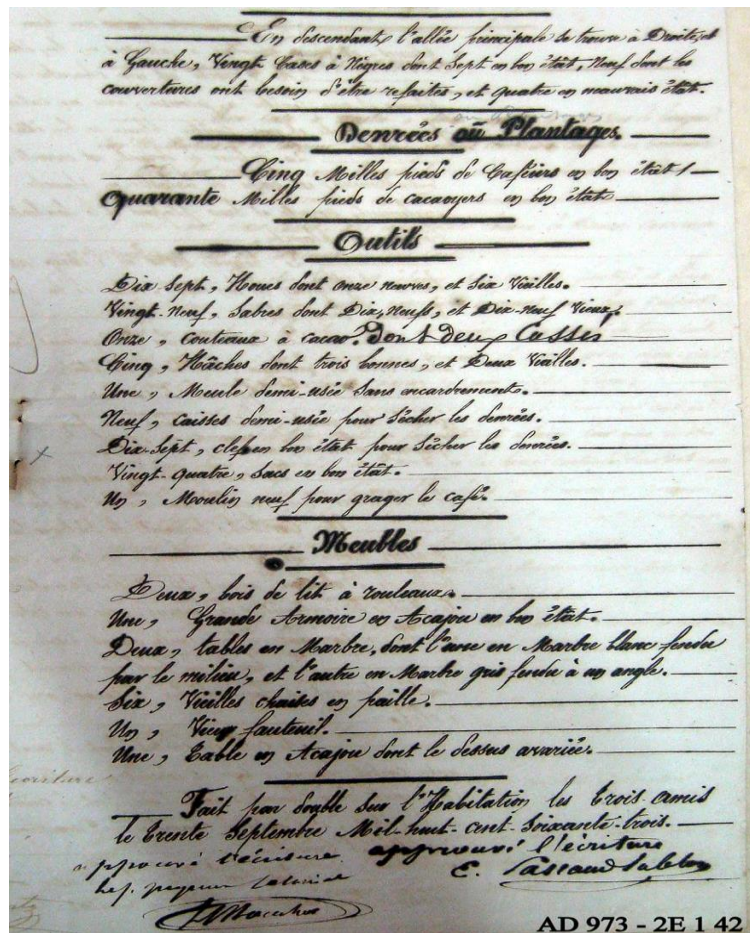 En descendant l'allée principale se trouve à Droite, et
à Gauche, Vingt Cases à Nègres dont Sept en bon état, Neuf dont les
couvertures ont besoin d'être refaites, et quatre en mauvais état.
Denrées où Plantages.
Cinq Milles pieds de Caféiers en bon état /
Quarante Milles pieds de cacaoyers en bon état
Outils
Dix Sept, Houes dont onze neuves, et Six Vieilles.
Vingt-neuf, Sabres dont Dix, neufs, et Dix-neuf Vieux.
Onze, couteaux à cacao. Dont deux Cassés
Cinq, Hâches dont trois bonnes, et Deux Vieilles.
Une, Meule demi-usée Sans encadrement.
Neuf, caisses demi-usée pour Sécher les denrées.
Dix-Sept, en bon état pour Sécher les denrées.
Vingt-quatre, Sacs en bon état.
Un, Moulin neuf pour grager le café.
Meubles
Deux, bois de lit à rouleaux.
Une, Grande Armoire en Acajou en bon état.
Deux, tables en Marbre, dont l'une en Marbre blanc fendu
par le milieu, et l'autre en Marbre gris fendu à un angle.
Six, Vieilles chaises en paille.
Un, Vieux fauteuil.
Une, Table en Acajou dont le dessus avariée.
Fait par double Sur l'Habitation les Trois amis
le Trente Septembre Mil-huit-cent-Soixante-trois.
approuvé l'écriture
approuvé l'écriture
E.
AD 973 - 2E 1 42